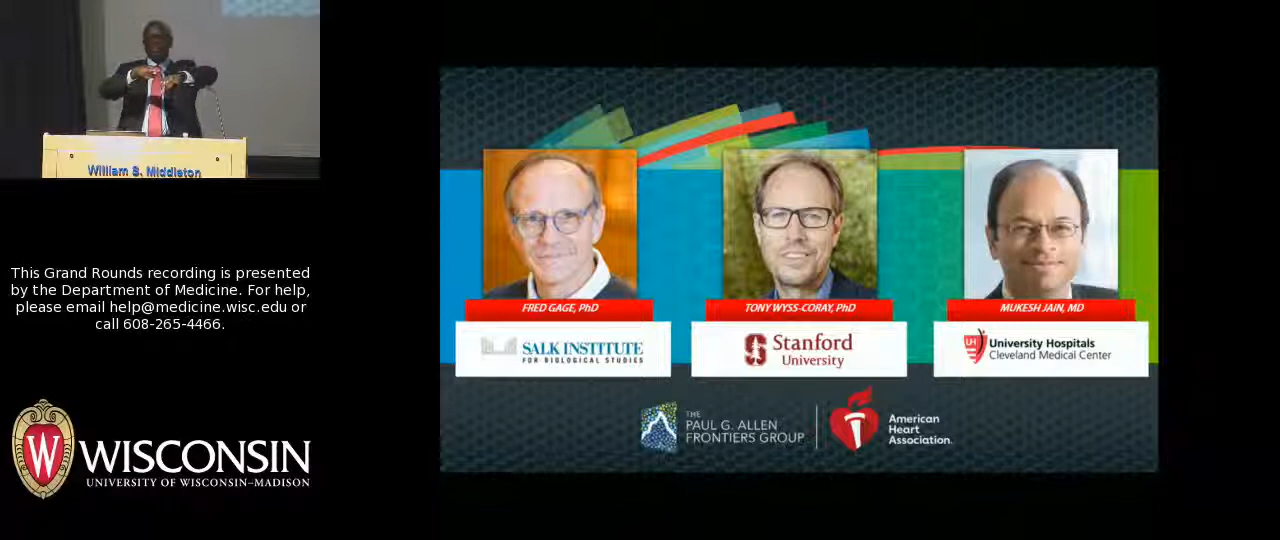 William S. Middleton
This Grand Rounds recording is presented
by the Department of Medicine. For help,
please email help@medicine.wisc.edu or
call 608-265-4466.
W
WISCONSIN
UNIVERSITY OF WISCONSIN–MADISON
FRED GAGE, PhD
SALK INSTITUTE
FOR BIOLOGICAL STUDIES
TONY WYSS-CORAY, PhD
S
Stanford
University
MUKESH JAIN, MD
UH
University Hospitals
Cleveland Medical Center
THE
PAUL G. ALLEN
FRONTIERS GROUP
American
Heart
Association.